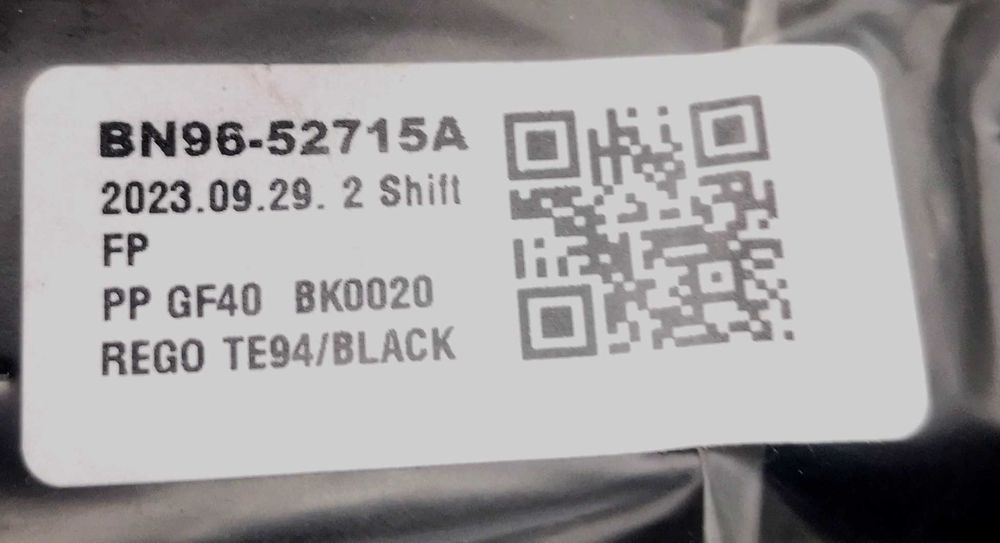 BN96-52715A
2023.09.29. 2 Shift
FP
PP GF40 BK0020
REGO TE94/BLACK